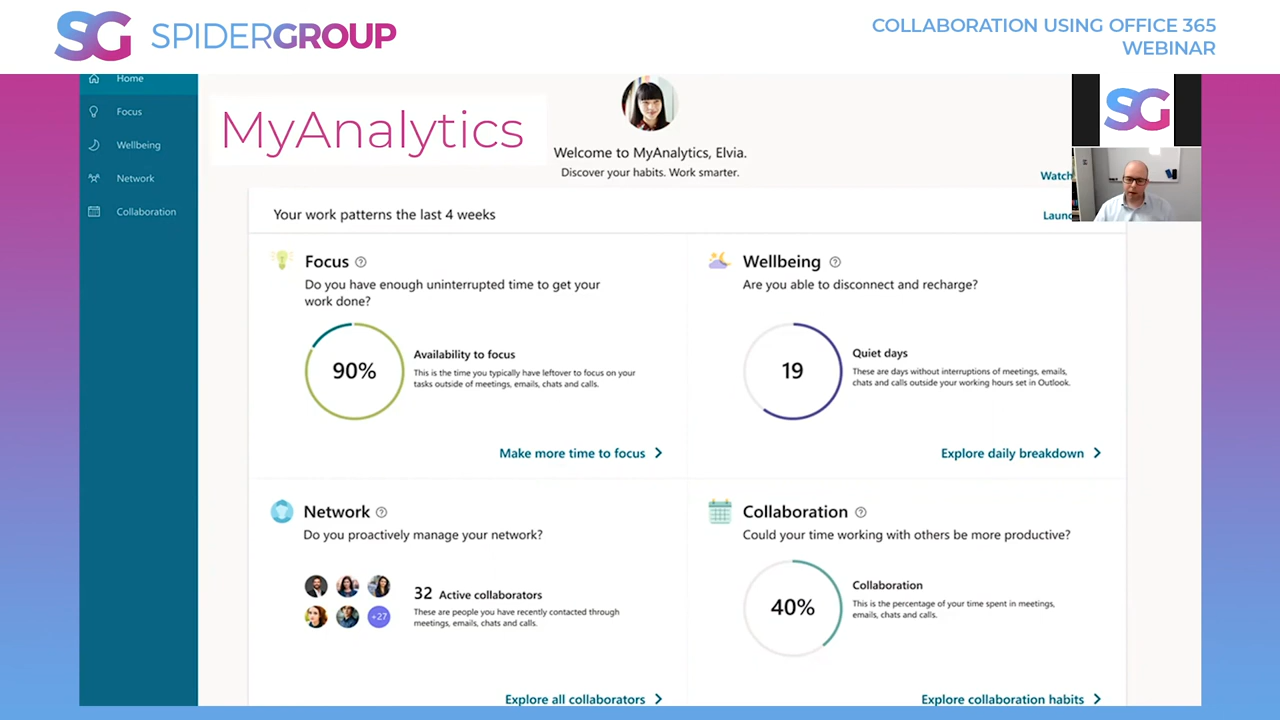 SG SPIDERGROUP
COLLABORATION USING OFFICE 365
WEBINAR
Home
Focus
Wellbeing
Network
Collaboration
MyAnalytics
SG
Welcome to MyAnalytics, Elvia.
Discover your habits. Work smarter.
Watch
Your work patterns the last 4 weeks
Focus
Do you have enough uninterrupted time to get your
work done?
90%
Availability to focus
This is the time you typically have leftover to focus on your
tasks outside of meetings, emails, chats and calls.
Make more time to focus
Wellbeing
Are you able to disconnect and recharge?
19
Quiet days
These are days without interruptions of meetings, emails,
chats and calls outside your working hours set in Outlook.
Explore daily breakdown
Network
Do you proactively manage your network?
+27
32 Active collaborators
These are people you have recently contacted through
meetings, emails, chats and calls.
Explore all collaborators
Collaboration
Could your time working with others be more productive?
40%
Collaboration
This is the percentage of your time spent in meetings,
emails, chats and calls.
Explore collaboration habits